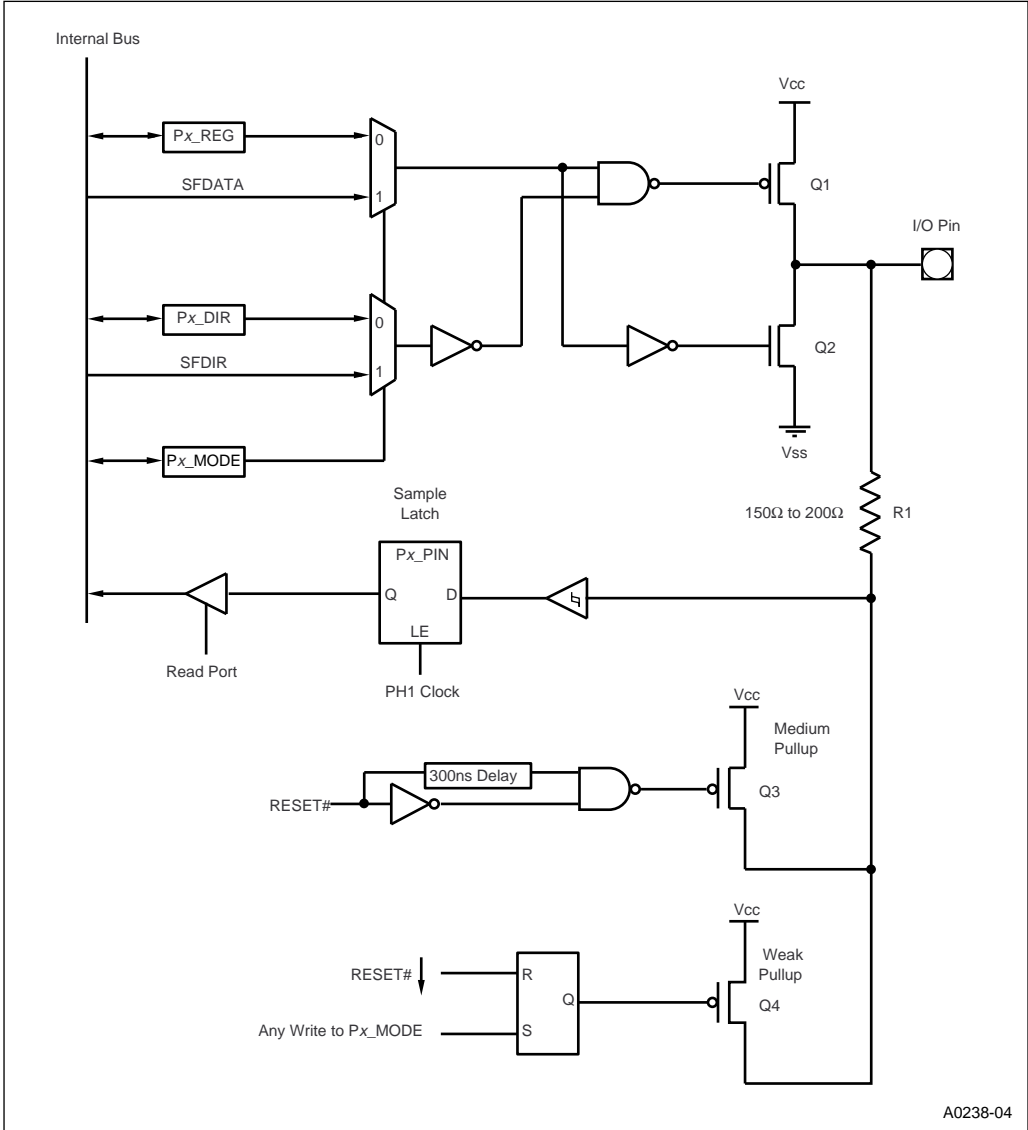 Internal Bus
Vcc
Px_REG
0
SFDATA
1
Q1
I/O Pin
Px_DIR
0
SFDIR
1
Q2
Px_MODE
Vss
Sample
Latch
150Ω to 200Ω
R1
Px_PIN
Q
D
LE
Read Port
PH1 Clock
Vcc
Medium
Pullup
300ns Delay
RESET#
Q3
Vcc
Weak
Pullup
RESET#
R
Q
Q4
Any Write to Px_MODE
S
A0238-04